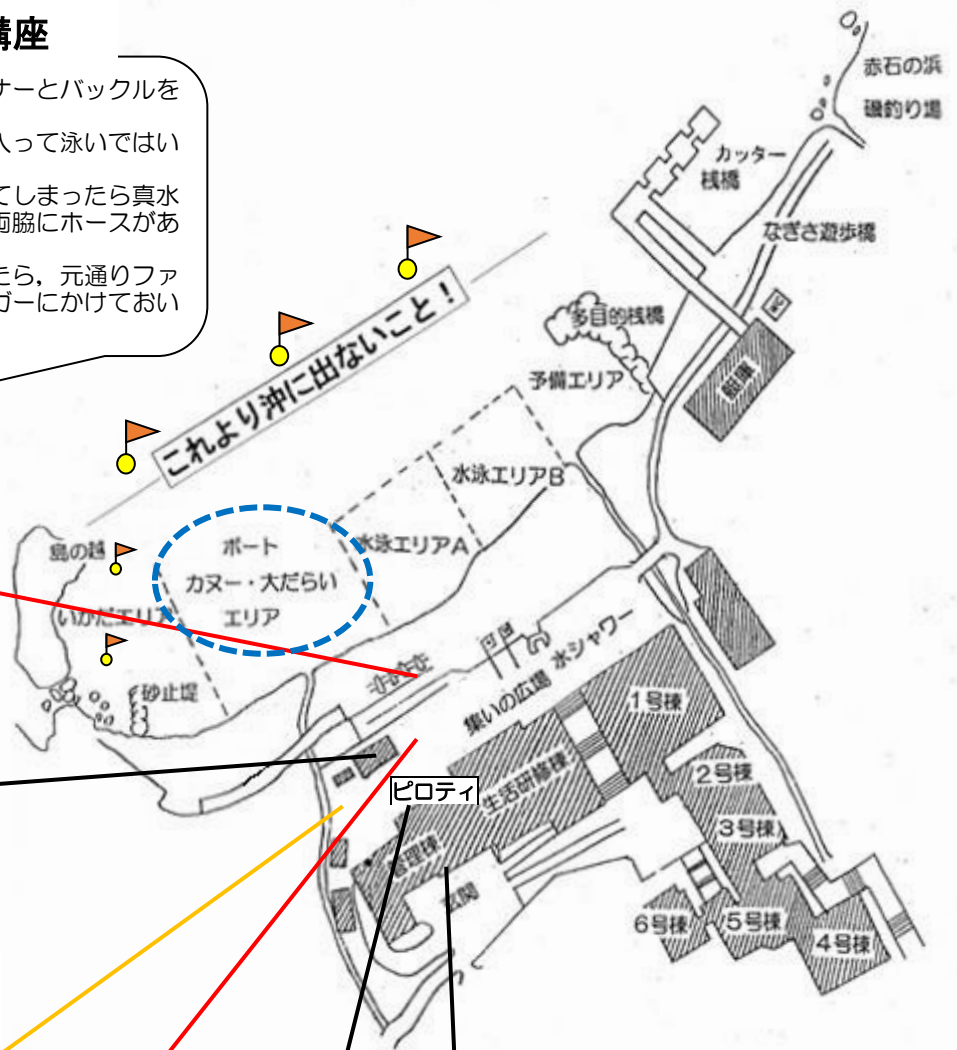 講座
ナーとバックルを
入って泳いではい
てしまったら真水
両脇にホースがあ
たら，元通りファ
ガーにかけておい
赤石の浜
磯釣り場
カッター
桟橋
なぎさ遊歩橋
多目的桟橋
艇庫
予備エリア
これより沖に出ないこと！
水泳エリアB
水泳エリアA
島の越
ボート
カヌー・大だらい
エリア
いかだエリア
砂止堤
水シャワー
集いの広場
1号棟
2号棟
3号棟
生活研修棟
ピロティ
管理棟
玄関
6号棟
5号棟
4号棟